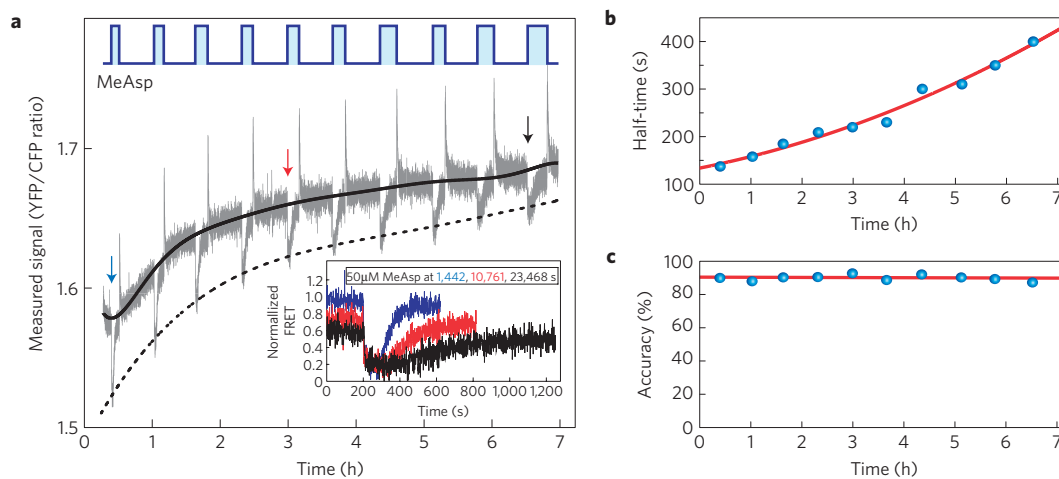 a
MeAsp
Measured signal (YFP/CFP ratio)
1.7
1.6
1.5
0 1 2 3 4 5 6 7
Time (h)
50μM MeAsp at 1,442, 10,761, 23,468 s
Normallized
FRET
1.2
1.0
0.8
0.6
0.4
0.2
0
0 200 400 600 800 1,000 1,200
Time (s)
b
Half-time (s)
400
300
200
100
0 1 2 3 4 5 6 7
Time (h)
c
Accuracy (%)
100
80
60
40
20
0
0 1 2 3 4 5 6 7
Time (h)